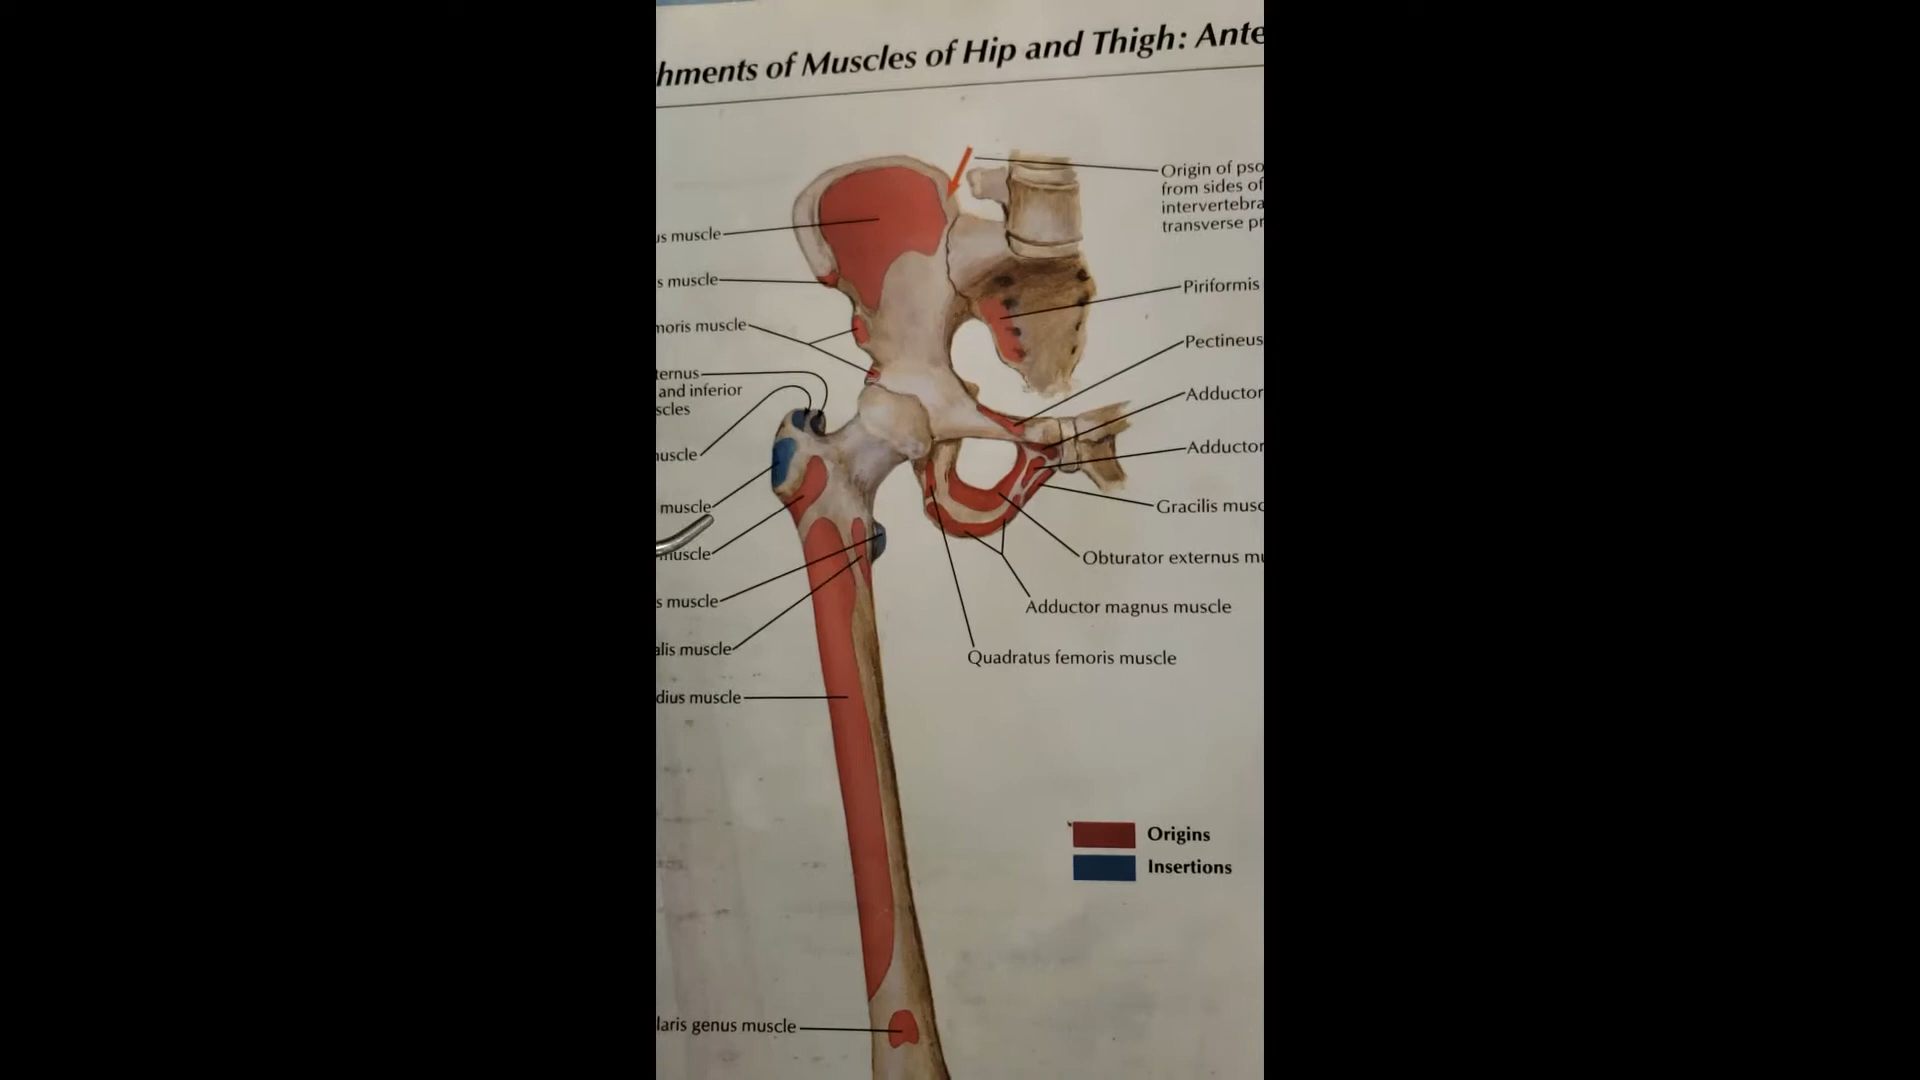 hments of Muscles of Hip and Thigh: Ante
Origin of pso
from sides of
intervertebra
transverse pr
us muscle
s muscle
moris muscle
ternus
and inferior
scles
muscle
muscle
muscle
s muscle
alis muscle
dius muscle
laris genus muscle
Piriformis
Pectineus
Adductor
Adductor
Gracilis musc
Obturator externus mu
Adductor magnus muscle
Quadratus femoris muscle
Origins
Insertions